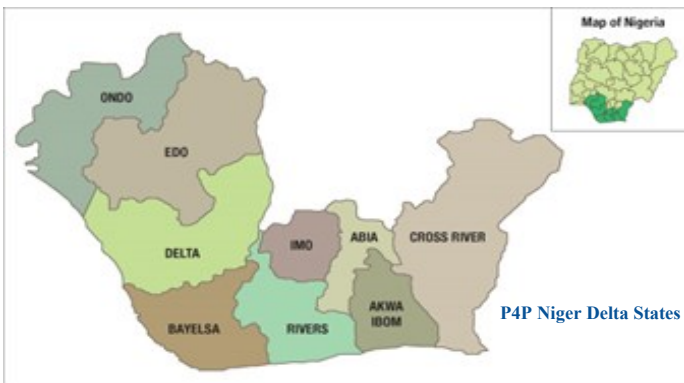 Map of Nigeria
ONDO
EDO
DELTA
IMO
ABIA
CROSS RIVER
BAYELSA
RIVERS
AKWA
IBOM
P4P Niger Delta States